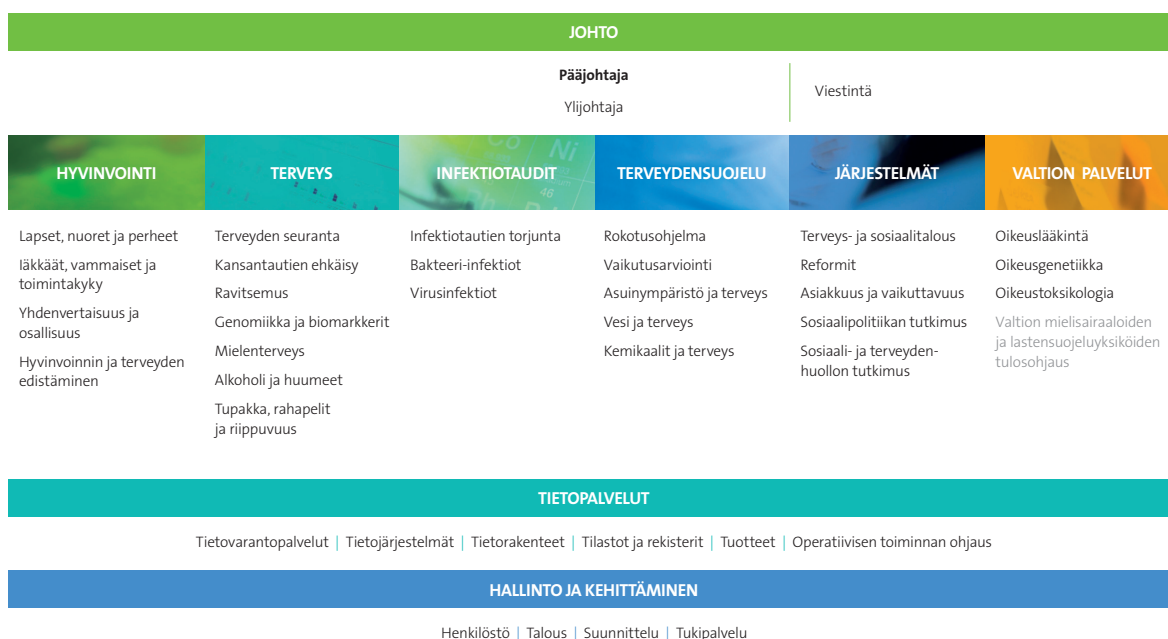 JOHTO
Pääjohtaja
Ylijohtaja
Viestintä
HYVINVOINTI
Lapset, nuoret ja perheet
Iäkkäät, vammaiset ja
toimintakyky
Yhdenvertaisuus ja
osallisuus
Hyvinvoinnin ja terveyden
edistäminen
TERVEYS
Terveyden seuranta
Kansantautien ehkäisy
Ravitsemus
Genomiikka ja biomarkkerit
Mielenterveys
Alkoholi ja huumeet
Tupakka, rahapelit
ja riippuvuus
INFEKTIOTAUDIT
Infektiotautien torjunta
Bakteeri-infektiot
Virusinfektiot
TERVEYDENSUOJELU
Rokotusohjelma
Vaikutusarviointi
Asuinympäristö ja terveys
Vesi ja terveys
Kemikaalit ja terveys
JÄRJESTELMÄT
Terveys- ja sosiaalitalous
Reformit
Asiakkuus ja vaikuttavuus
Sosiaalipolitiikan tutkimus
Sosiaali- ja terveyden-
huollon tutkimus
VALTION PALVELUT
Oikeuslääkintä
Oikeusgenetiikka
Oikeustoksikologia
Valtion mielisairaaloiden
ja lastensuojeluyksiköiden
tulosohjaus
TIETOPALVELUT
Tietovarantopalvelut | Tietojärjestelmät | Tietorakenteet | Tilastot ja rekisterit | Tuotteet | Operatiivisen toiminnan ohjaus
HALLINTO JA KEHITTÄMINEN
Henkilöstö | Talous | Suunnittelu | Tukipalvelu